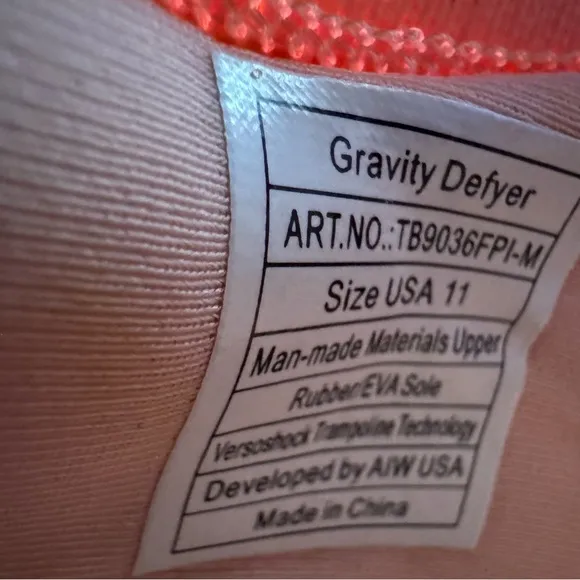 Gravity Defyer
ART.NO.:TB9036FPI-M
Size USA 11
Man-made Materials Upper
Rubber/EVA Sole
Versoshock Trampoline Technology
Developed by AIW USA
Made in China